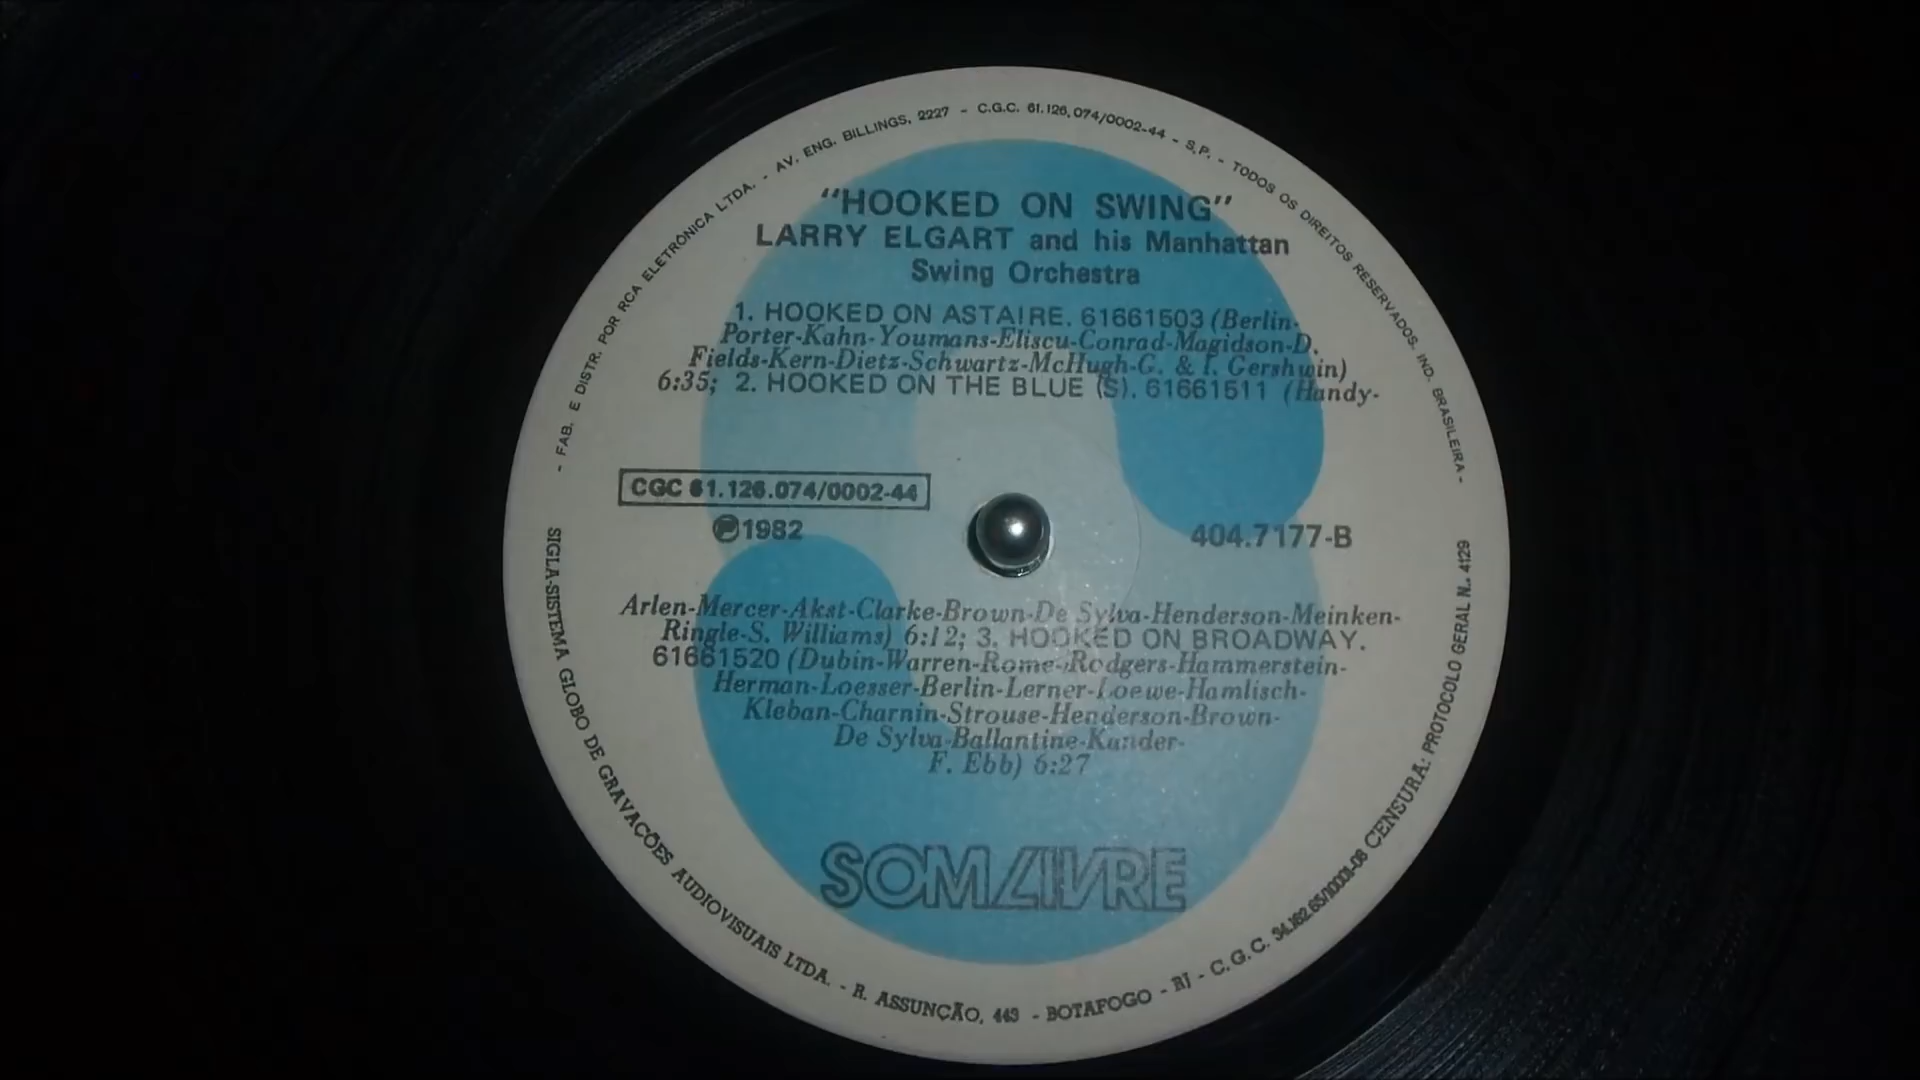 - FAB. E DISTR. POR RCA ELETRÔNICA LTDA. - AV. ENG. BILLINGS, 2227 - C.G.C. 61.126.074/0002-44 - S.P. - TODOS OS DIREITOS RESERVADOS. IND. BRASILEIRA -
"HOOKED ON SWING"
LARRY ELGART and his Manhattan
Swing Orchestra
1. HOOKED ON ASTAIRE. 61661503 (Berlin-
Porter-Kahn-Youmans-Eliscu-Conrad-Magidson-D.
Fields-Kern-Dietz-Schwartz-McHugh-G. & I. Gershwin)
6:35; 2. HOOKED ON THE BLUE (S). 61661511 (Handy-
CGC 61.126.074/0002-44
℗1982
404.7177-B
Arlen-Mercer-Akst-Clarke-Brown-De Sylva-Henderson-Meinken-
Ringle-S. Williams) 6:12; 3. HOOKED ON BROADWAY.
61661520 (Dubin-Warren-Rome-Rodgers-Hammerstein-
Herman-Loesser-Berlin-Lerner-Loewe-Hamlisch-
Kleban-Charnin-Strouse-Henderson-Brown-
De Sylva-Ballantine-Kander-
F. Ebb) 6:27
SOM LIVRE
SIGLA-SISTEMA GLOBO DE GRAVAÇÕES AUDIOVISUAIS LTDA. - R. ASSUNÇÃO, 443 - BOTAFOGO - RJ - C.G.C. 34.162.65/10001-08 CENSURA: PROTOCOLO GERAL N.. 4129